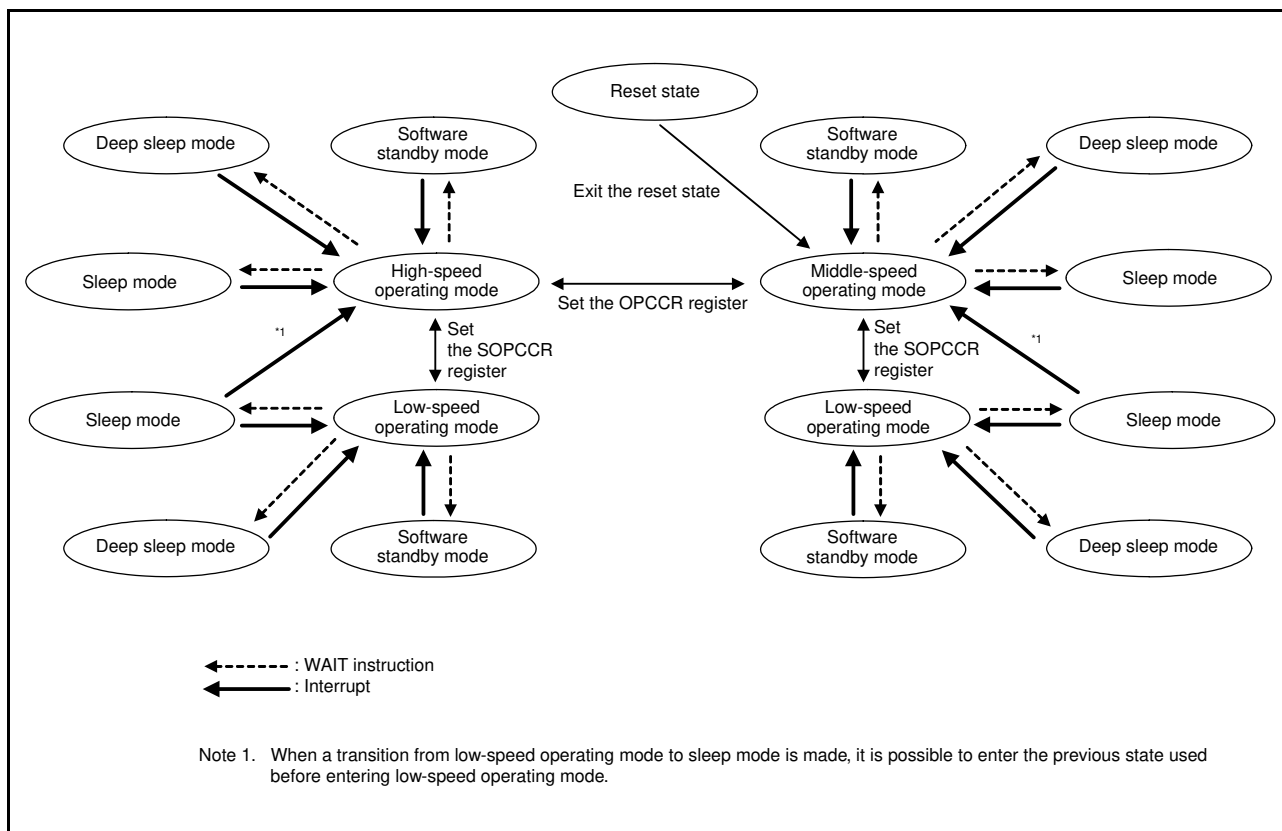 Reset state
Deep sleep mode
Software
standby mode
Software
standby mode
Deep sleep mode
Exit the reset state
Sleep mode
High-speed
operating mode
Set the OPCCR register
Middle-speed
operating mode
Sleep mode
*1
Set
the SOPCCR
register
Set
the SOPCCR
register
*1
Sleep mode
Low-speed
operating mode
Low-speed
operating mode
Sleep mode
Deep sleep mode
Software
standby mode
Software
standby mode
Deep sleep mode
: WAIT instruction
: Interrupt
Note 1. When a transition from low-speed operating mode to sleep mode is made, it is possible to enter the previous state used
before entering low-speed operating mode.